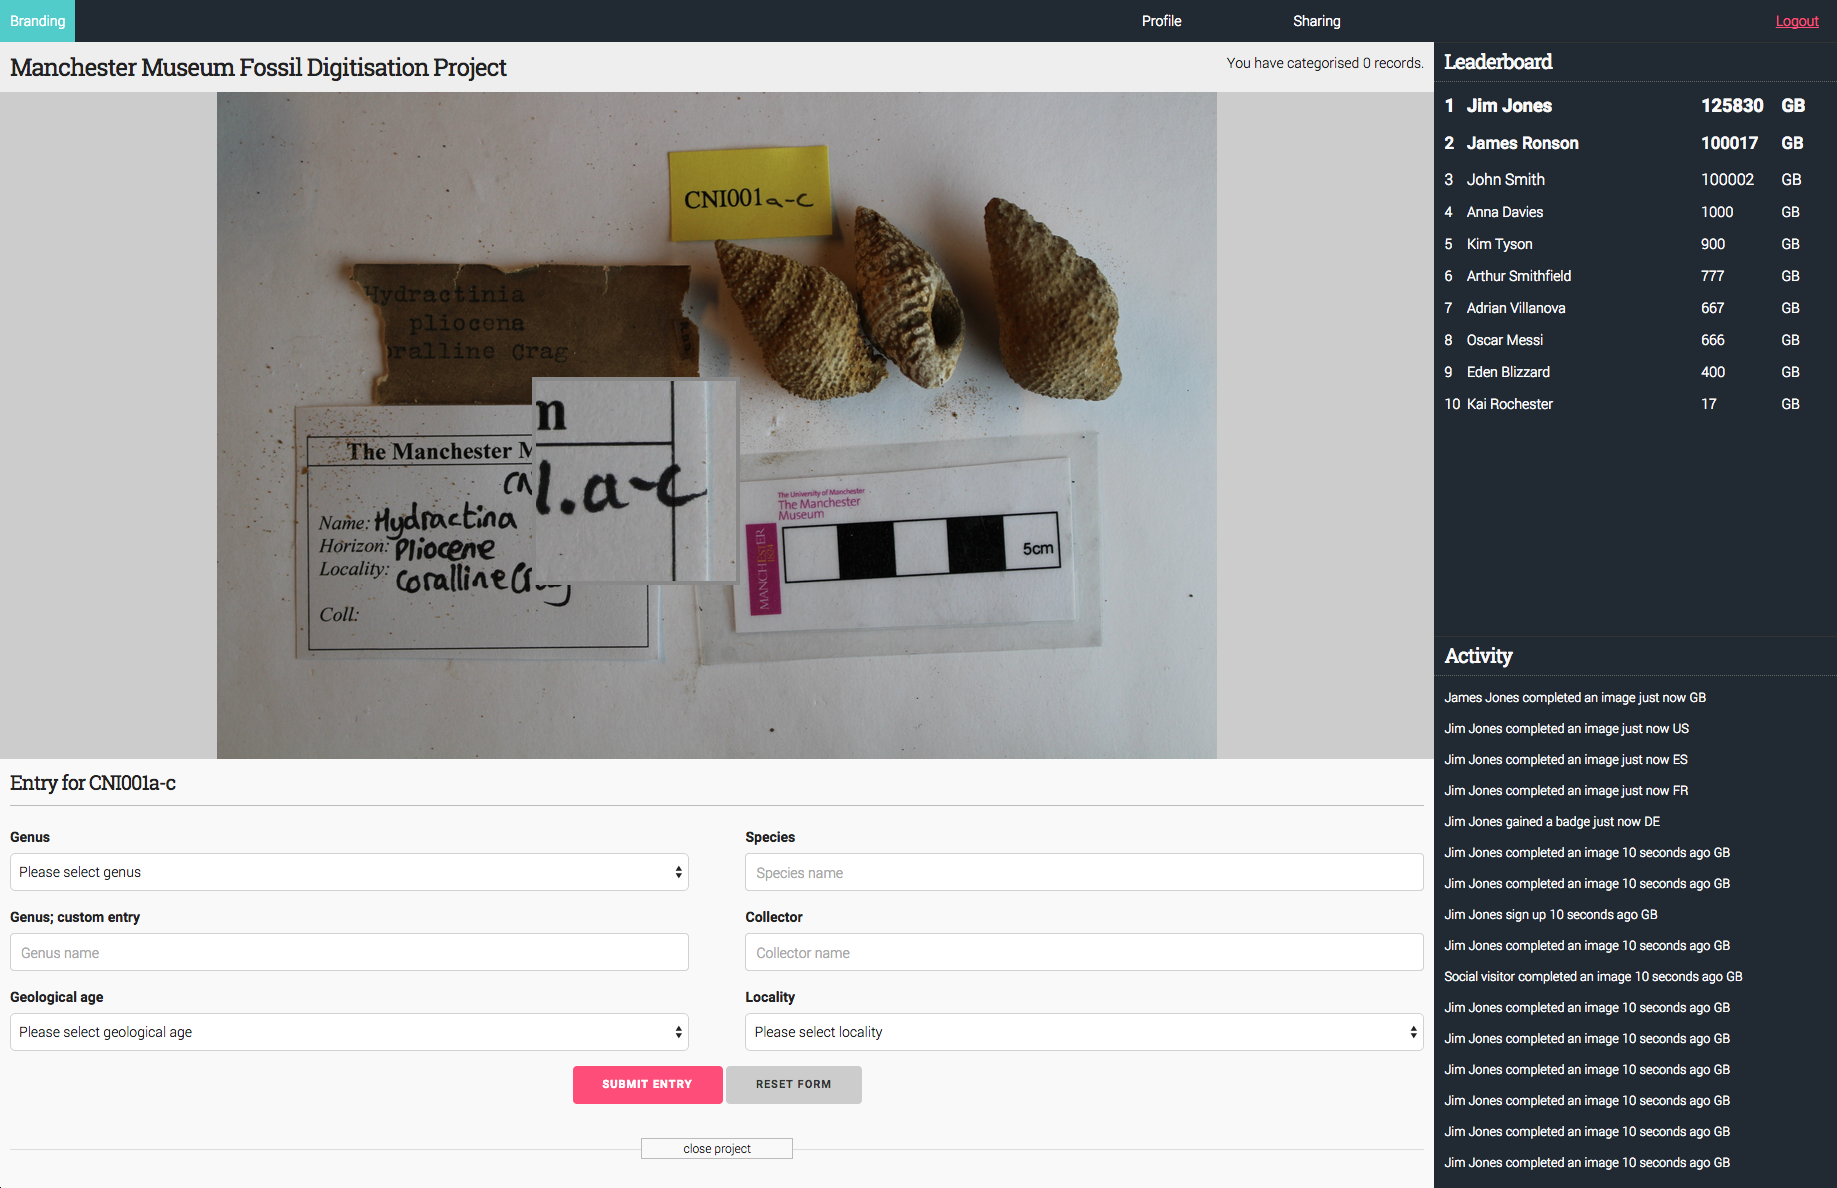 Branding
Profile
Sharing
Logout
Manchester Museum Fossil Digitisation Project
You have categorised 0 records.
CNI001a-c
Hydractinia
pliocena
oralline Crag
The Manchester M
CN
n
1.a-c
Name: Hydractina
Horizon: Pliocene
Locality: Coralline Crag
Coll:
The University of Manchester
The Manchester
Museum
MANCHESTER
5cm
Entry for CNI001a-c
Genus
Please select genus
Species
Species name
Genus; custom entry
Genus name
Collector
Collector name
Geological age
Please select geological age
Locality
Please select locality
SUBMIT ENTRY
RESET FORM
close project
Leaderboard
1 Jim Jones 125830 GB
2 James Ronson 100017 GB
3 John Smith 100002 GB
4 Anna Davies 1000 GB
5 Kim Tyson 900 GB
6 Arthur Smithfield 777 GB
7 Adrian Villanova 667 GB
8 Oscar Messi 666 GB
9 Eden Blizzard 400 GB
10 Kai Rochester 17 GB
Activity
James Jones completed an image just now GB
Jim Jones completed an image just now US
Jim Jones completed an image just now ES
Jim Jones completed an image just now FR
Jim Jones gained a badge just now DE
Jim Jones completed an image 10 seconds ago GB
Jim Jones completed an image 10 seconds ago GB
Jim Jones sign up 10 seconds ago GB
Jim Jones completed an image 10 seconds ago GB
Social visitor completed an image 10 seconds ago GB
Jim Jones completed an image 10 seconds ago GB
Jim Jones completed an image 10 seconds ago GB
Jim Jones completed an image 10 seconds ago GB
Jim Jones completed an image 10 seconds ago GB
Jim Jones completed an image 10 seconds ago GB
Jim Jones completed an image 10 seconds ago GB